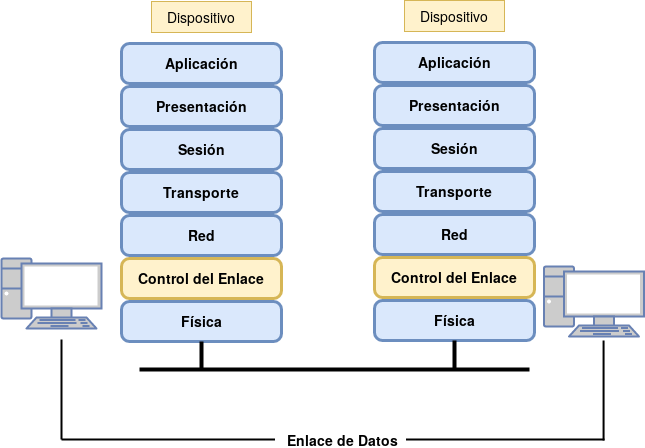 Dispositivo
Dispositivo
Aplicación
Aplicación
Presentación
Presentación
Sesión
Sesión
Transporte
Transporte
Red
Red
Control del Enlace
Control del Enlace
Física
Física
Enlace de Datos